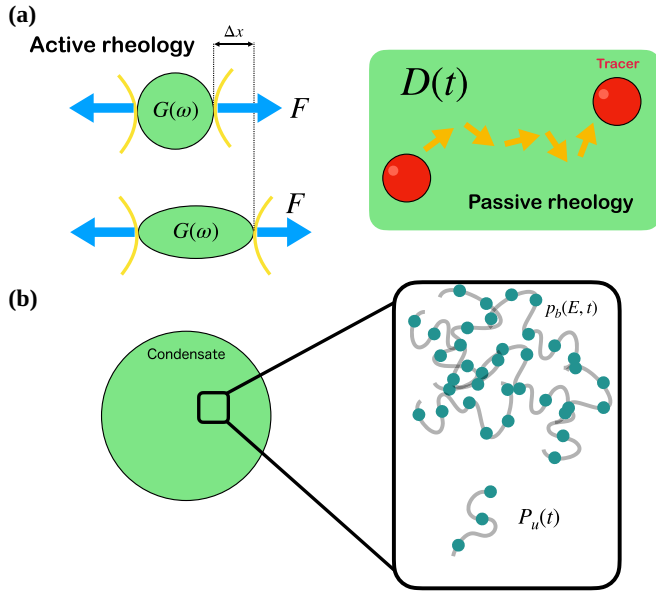 (a)
Active rheology
Δx
G(ω)
F
G(ω)
F
D(t)
Tracer
Passive rheology
(b)
Condensate
p_b(E, t)
P_u(t)